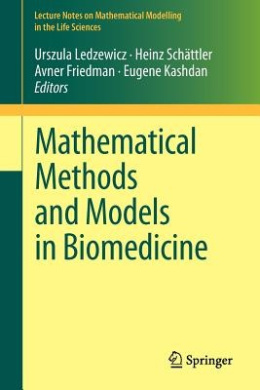 Lecture Notes on Mathematical Modelling
in the Life Sciences
Urszula Ledzewicz · Heinz Schättler
Avner Friedman · Eugene Kashdan
Editors
Mathematical
Methods
and Models
in Biomedicine
Springer